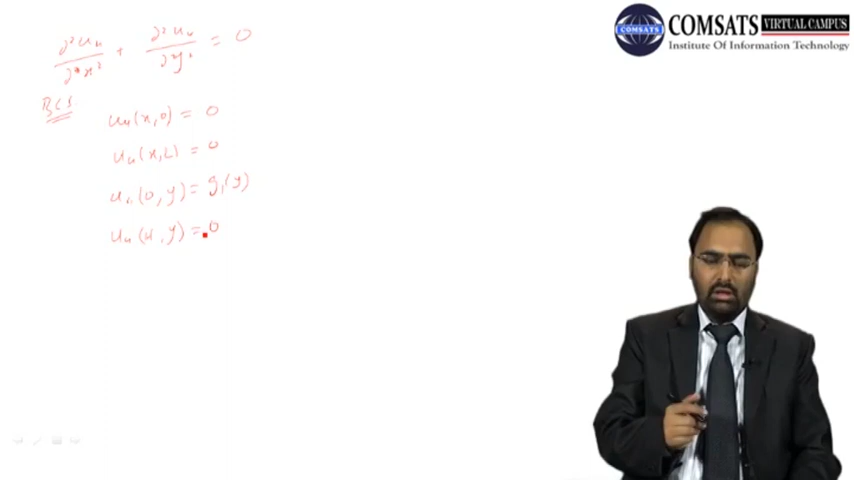 COMSATS VIRTUAL CAMPUS
COMSATS
Institute Of Information Technology
∂²u₄/∂x² + ∂²u₄/∂y² = 0
BCs
u₄(x,0) = 0
u₄(x,L) = 0
u₄(0,y) = g₁(y)
u₄(H,y) = 0